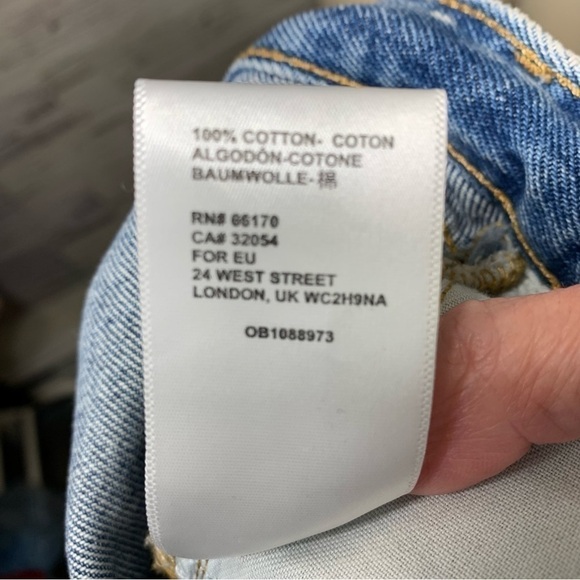 100% COTTON- COTON
ALGODÓN-COTONE
BAUMWOLLE-棉
RN# 66170
CA# 32054
FOR EU
24 WEST STREET
LONDON, UK WC2H9NA
OB1088973